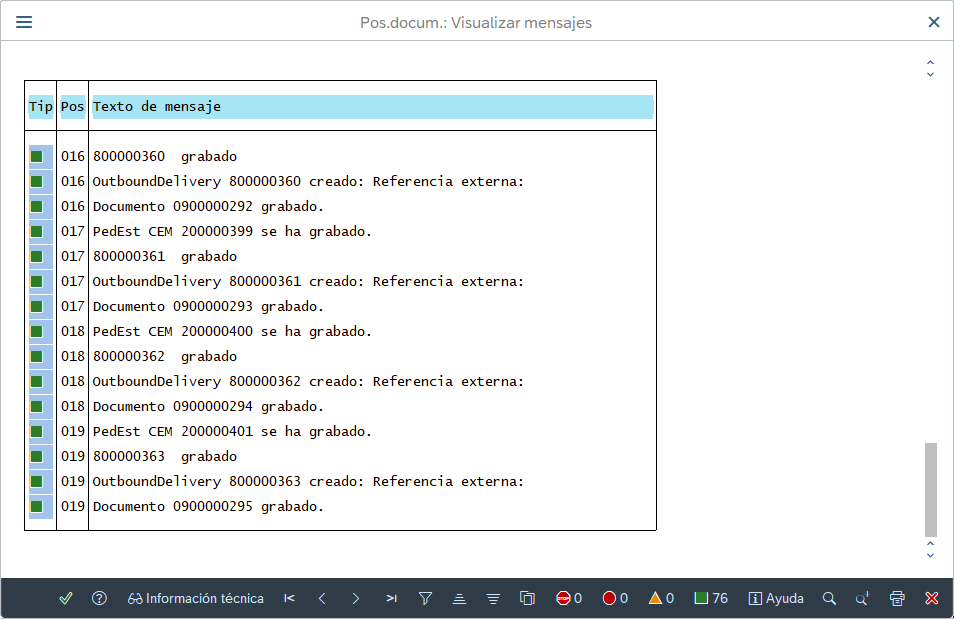 Pos.docum.: Visualizar mensajes
Tip Pos Texto de mensaje
016 800000360  grabado
016 OutboundDelivery 800000360 creado: Referencia externa:
016 Documento 0900000292 grabado.
017 PedEst CEM 200000399 se ha grabado.
017 800000361  grabado
017 OutboundDelivery 800000361 creado: Referencia externa:
017 Documento 0900000293 grabado.
018 PedEst CEM 200000400 se ha grabado.
018 800000362  grabado
018 OutboundDelivery 800000362 creado: Referencia externa:
018 Documento 0900000294 grabado.
019 PedEst CEM 200000401 se ha grabado.
019 800000363  grabado
019 OutboundDelivery 800000363 creado: Referencia externa:
019 Documento 0900000295 grabado.
Información técnica STOP 0 0 0 76 Ayuda